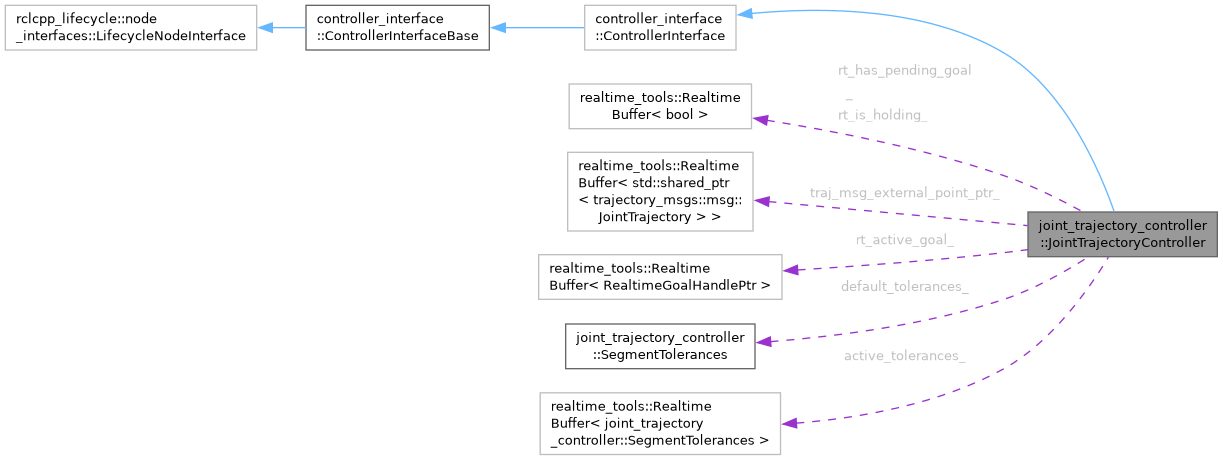 rclcpp_lifecycle::node
_interfaces::LifecycleNodeInterface
controller_interface
::ControllerInterfaceBase
controller_interface
::ControllerInterface
rt_has_pending_goal
_
rt_is_holding_
realtime_tools::Realtime
Buffer< bool >
realtime_tools::Realtime
Buffer< std::shared_ptr
< trajectory_msgs::msg::
JointTrajectory > >
traj_msg_external_point_ptr_
joint_trajectory_controller
::JointTrajectoryController
rt_active_goal_
realtime_tools::Realtime
Buffer< RealtimeGoalHandlePtr >
default_tolerances_
joint_trajectory_controller
::SegmentTolerances
active_tolerances_
realtime_tools::Realtime
Buffer< joint_trajectory
_controller::SegmentTolerances >